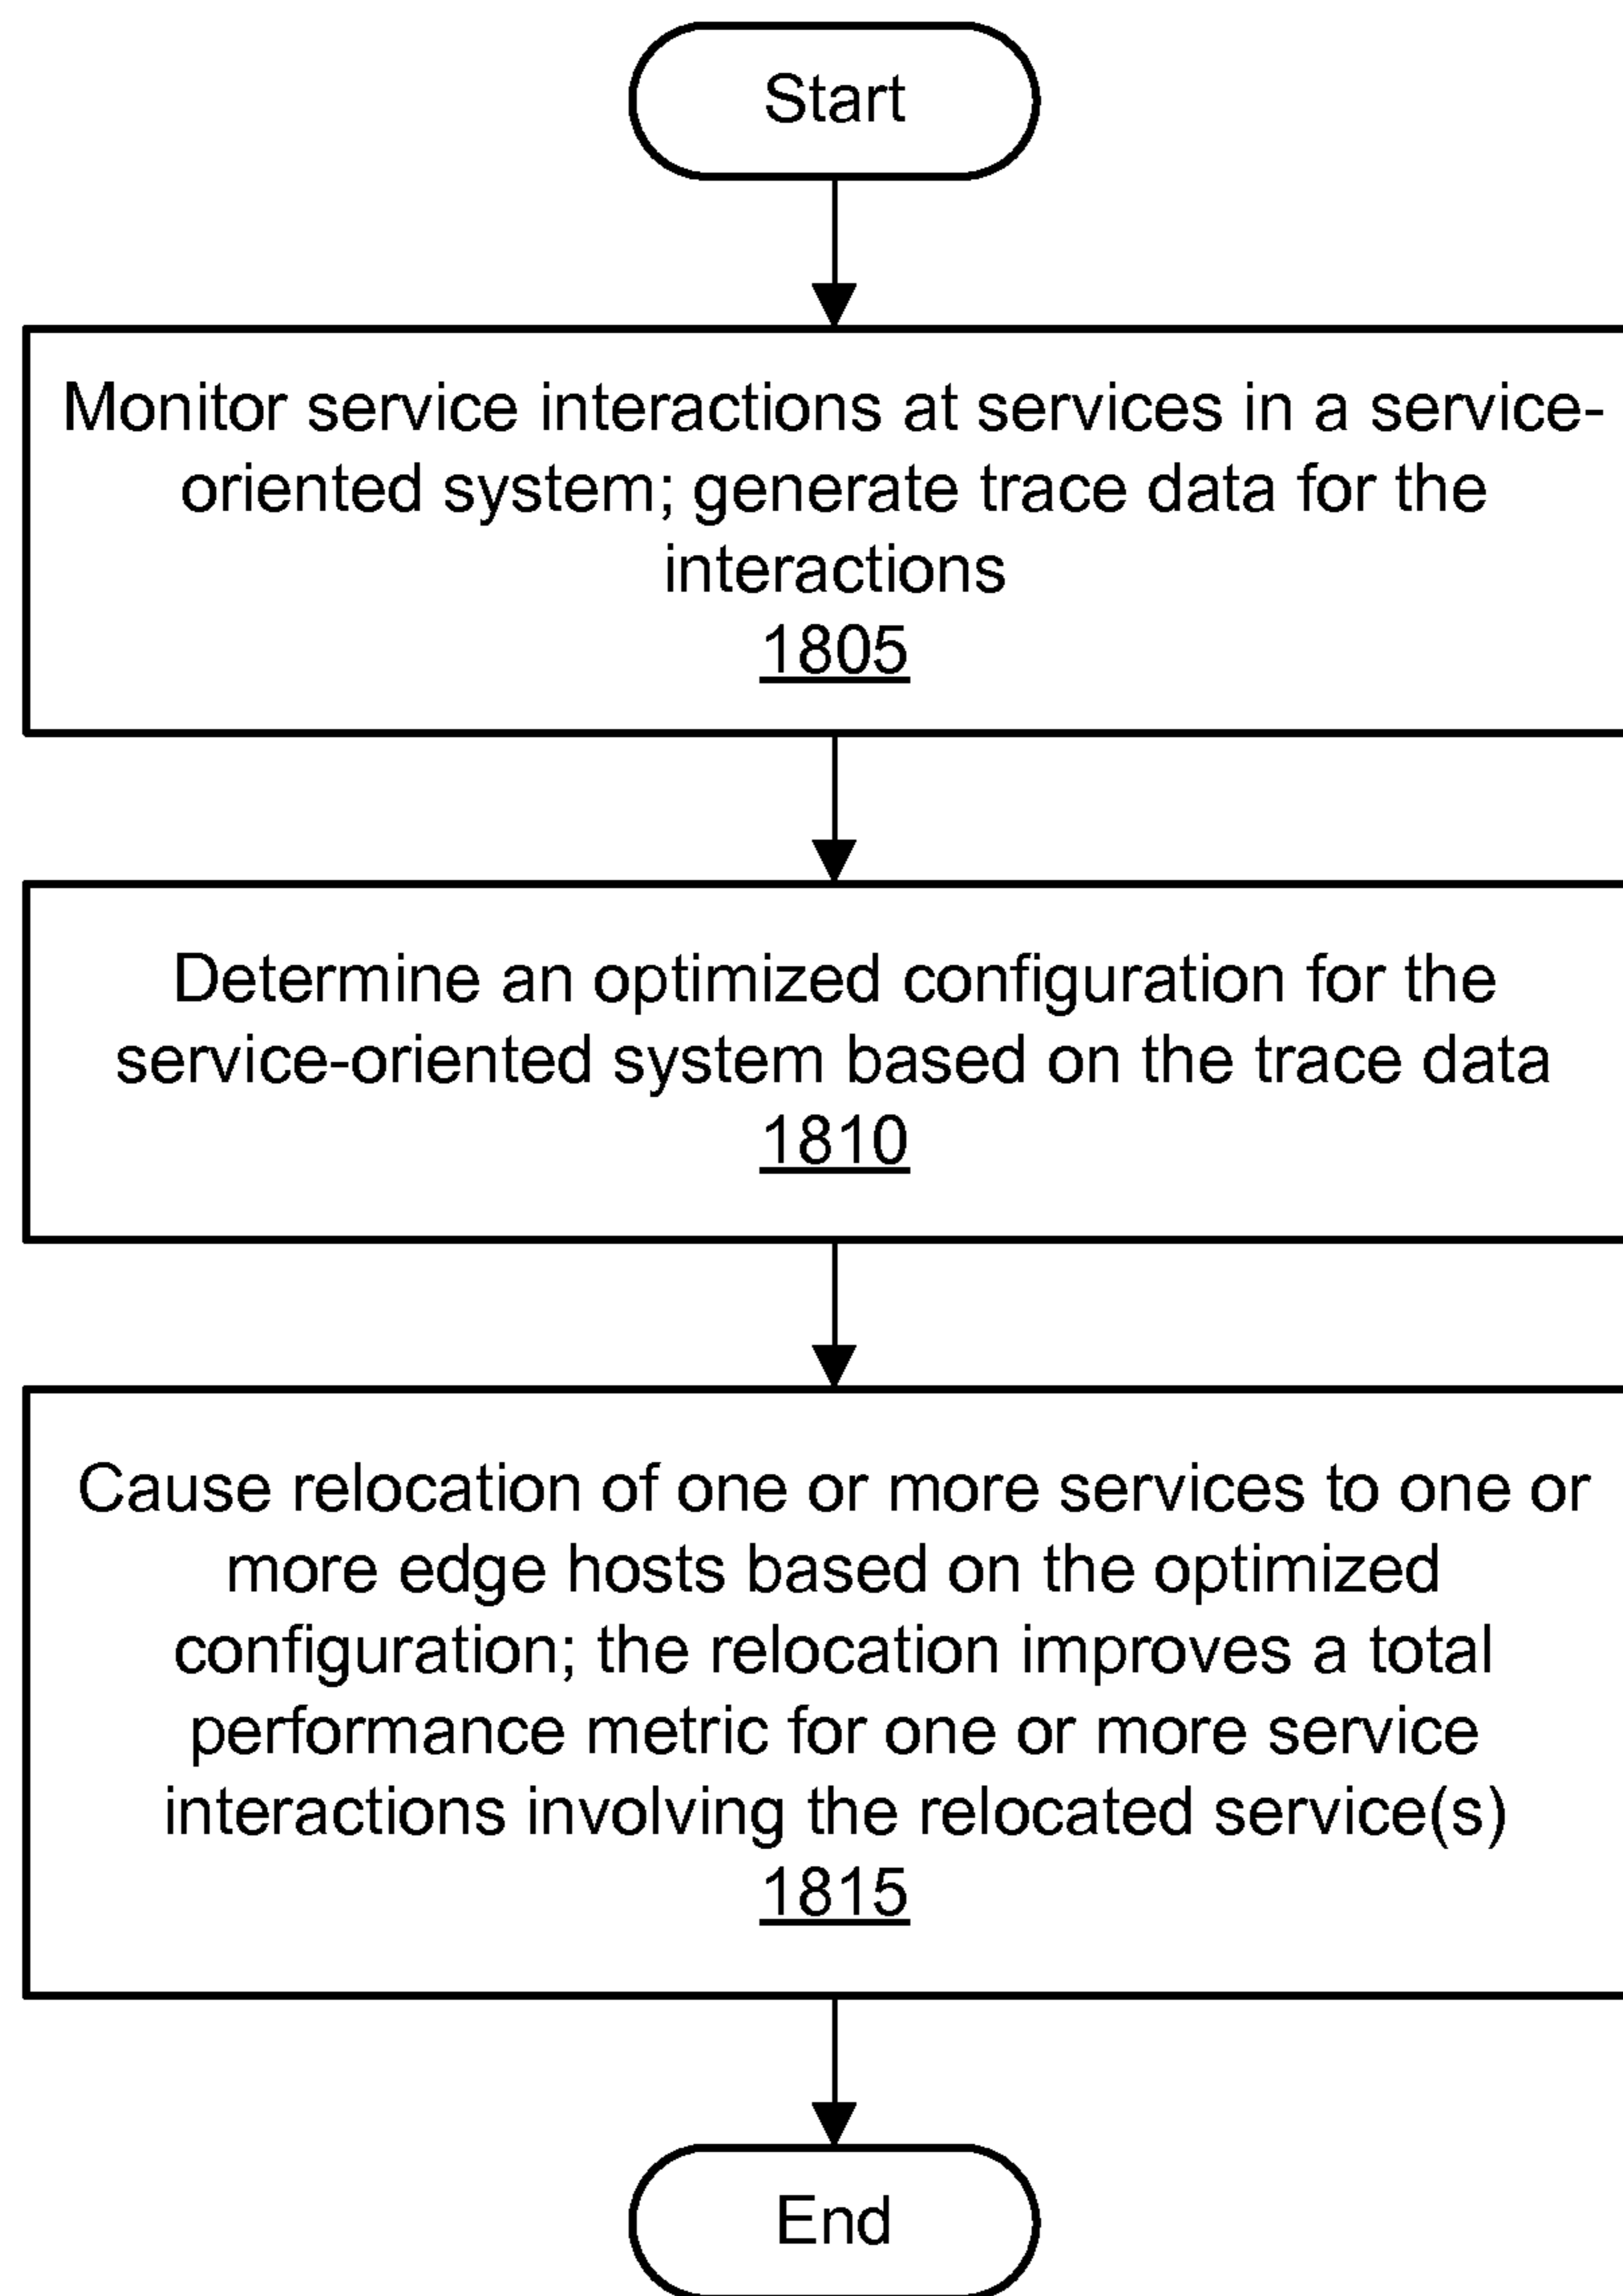 Start
Monitor service interactions at services in a service-
oriented system; generate trace data for the
interactions
1805
Determine an optimized configuration for the
service-oriented system based on the trace data
1810
Cause relocation of one or more services to one or
more edge hosts based on the optimized
configuration; the relocation improves a total
performance metric for one or more service
interactions involving the relocated service(s)
1815
End